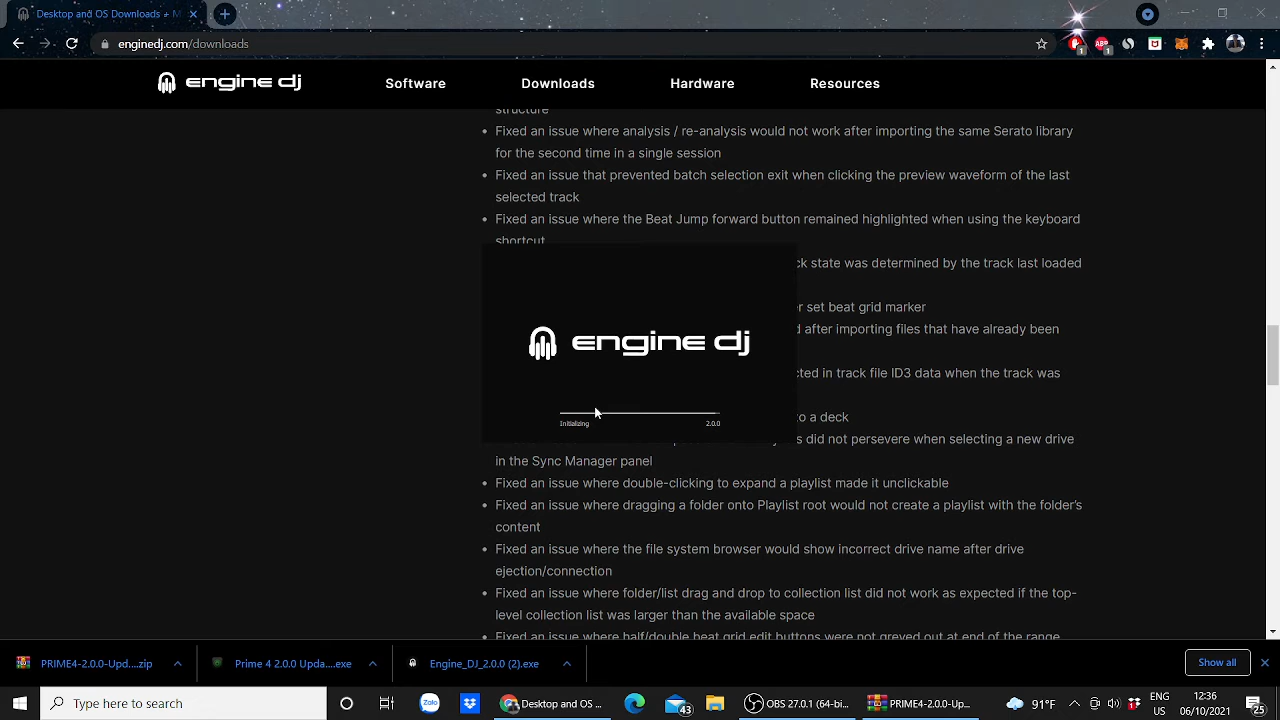 Desktop and OS Downloads – M
enginedj.com/downloads
1
1
engine dj
Software
Downloads
Hardware
Resources
structure
Fixed an issue where analysis / re-analysis would not work after importing the same Serato library
for the second time in a single session
Fixed an issue that prevented batch selection exit when clicking the preview waveform of the last
selected track
Fixed an issue where the Beat Jump forward button remained highlighted when using the keyboard
shortcut
ck state was determined by the track last loaded
er set beat grid marker
d after importing files that have already been
engine dj
cted in track file ID3 data when the track was
to a deck
Initializing
2.0.0
s did not persevere when selecting a new drive
in the Sync Manager panel
Fixed an issue where double-clicking to expand a playlist made it unclickable
Fixed an issue where dragging a folder onto Playlist root would not create a playlist with the folder's
content
Fixed an issue where the file system browser would show incorrect drive name after drive
ejection/connection
Fixed an issue where folder/list drag and drop to collection list did not work as expected if the top-
level collection list was larger than the available space
Fixed an issue where half/double beat grid edit buttons were not greyed out at end of the range
PRIME4-2.0.0-Upd....zip
Prime 4 2.0.0 Upda....exe
Engine_DJ_2.0.0 (2).exe
Show all
Type here to search
Zalo
Desktop and OS ...
43
OBS 27.0.1 (64-bi...
PRIME4-2.0.0-Up...
91°F
ENG
US
12:36
06/10/2021
25